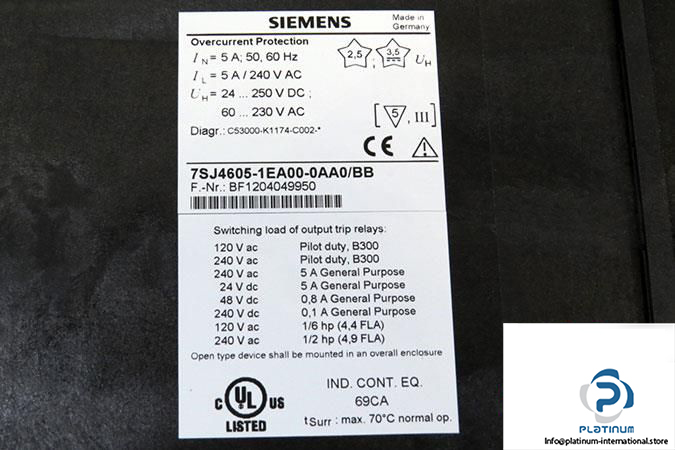 SIEMENS
Made in
Germany
Overcurrent Protection
I N = 5 A; 50, 60 Hz
2,5 ; 3,5 U H
I L = 5 A / 240 V AC
U H = 24 ... 250 V DC ;
60 ... 230 V AC
[ 5 , III ]
Diagr.: C53000-K1174-C002-*
CE
7SJ4605-1EA00-0AA0/BB
F.-Nr.: BF1204049950
Switching load of output trip relays:
120 V ac Pilot duty, B300
240 V ac Pilot duty, B300
240 V ac 5 A General Purpose
24 V dc 5 A General Purpose
48 V dc 0,8 A General Purpose
240 V dc 0,1 A General Purpose
120 V ac 1/6 hp (4,4 FLA)
240 V ac 1/2 hp (4,9 FLA)
Open type device shall be mounted in an overall enclosure
C UL US
LISTED
IND. CONT. EQ.
69CA
tSurr : max. 70°C normal op.
PLATINUM
info@platinum-international.store